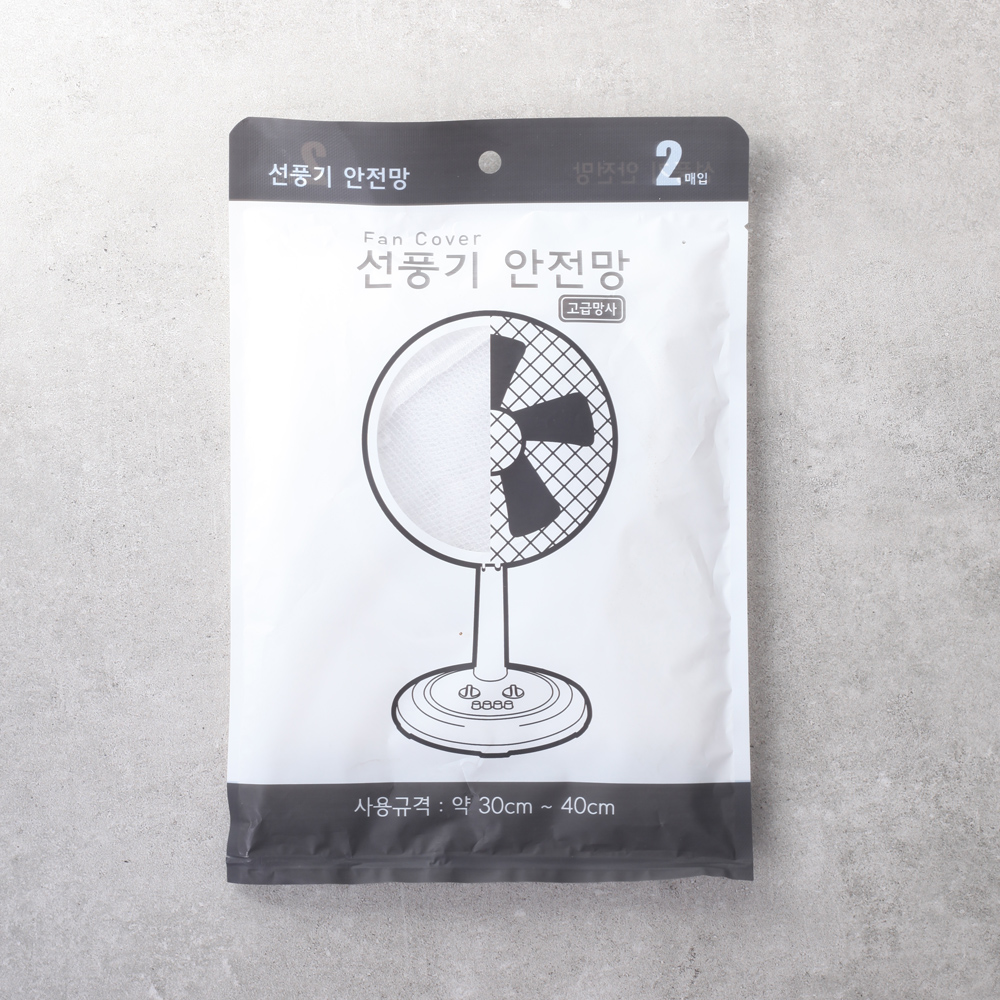 선풍기 안전망
2매입
Fan Cover
선풍기 안전망
고급망사
사용규격 : 약 30cm ~ 40cm